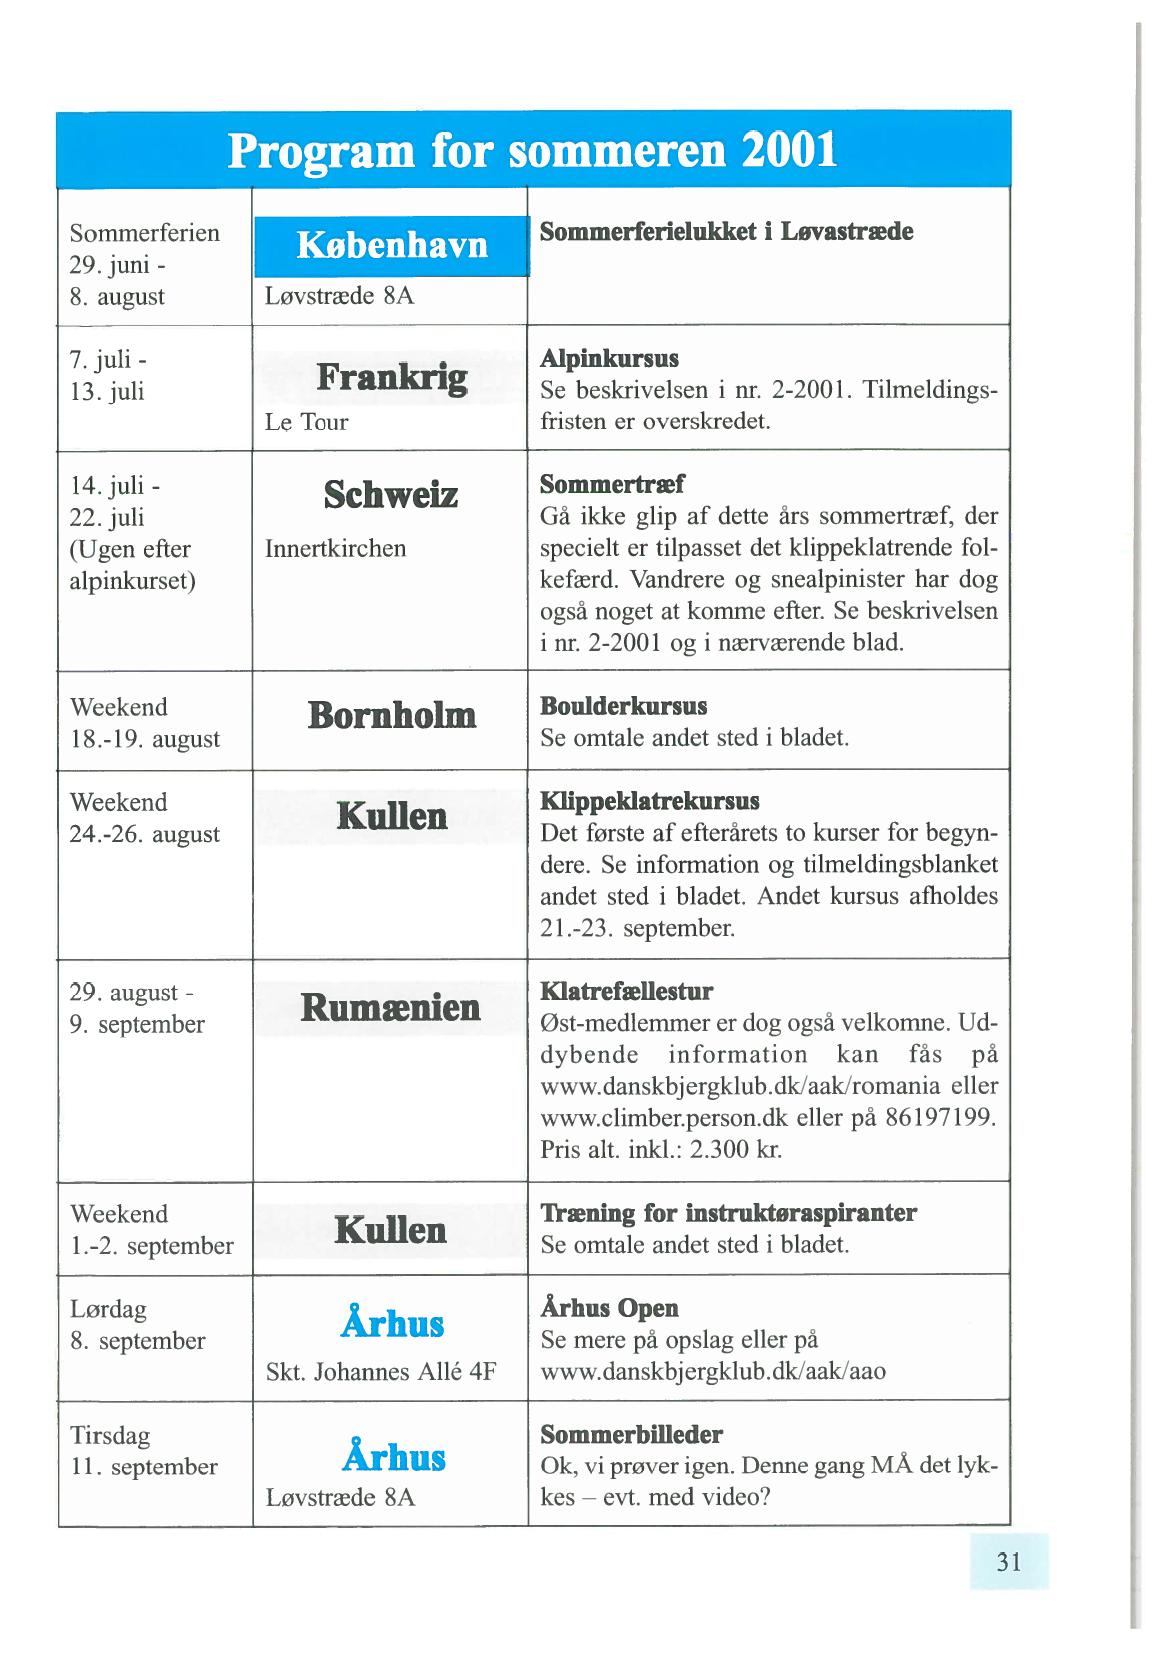 Program for sommeren 2001
Sommerferien
29. juni -
8. august
København
Løvstræde 8A
Sommerferielukket i Løvastræde
7. juli -
13. juli
Frankrig
Le Tour
Alpinkursus
Se beskrivelsen i nr. 2-2001. Tilmeldings-
fristen er overskredet.
14. juli -
22. juli
(Ugen efter
alpinkurset)
Schweiz
Innertkirchen
Sommertræf
Gå ikke glip af dette års sommertræf, der
specielt er tilpasset det klippeklatrende fol-
kefærd. Vandrere og snealpinister har dog
også noget at komme efter. Se beskrivelsen
i nr. 2-2001 og i nærværende blad.
Weekend
18.-19. august
Bornholm
Boulderkursus
Se omtale andet sted i bladet.
Weekend
24.-26. august
Kullen
Klippeklatrekursus
Det første af efterårets to kurser for begyn-
dere. Se information og tilmeldingsblanket
andet sted i bladet. Andet kursus afholdes
21.-23. september.
29. august -
9. september
Rumænien
Klatrefællestur
Øst-medlemmer er dog også velkomne. Ud-
dybende information kan fås på
www.danskbjergklub.dk/aak/romania eller
www.climber.person.dk eller på 86197199.
Pris alt. inkl.: 2.300 kr.
Weekend
1.-2. september
Kullen
Træning for instruktøraspiranter
Se omtale andet sted i bladet.
Lørdag
8. september
Århus
Skt. Johannes Allé 4F
Århus Open
Se mere på opslag eller på
www.danskbjergklub.dk/aak/aao
Tirsdag
11. september
Århus
Løvstræde 8A
Sommerbilleder
Ok, vi prøver igen. Denne gang MÅ det lyk-
kes – evt. med video?
31